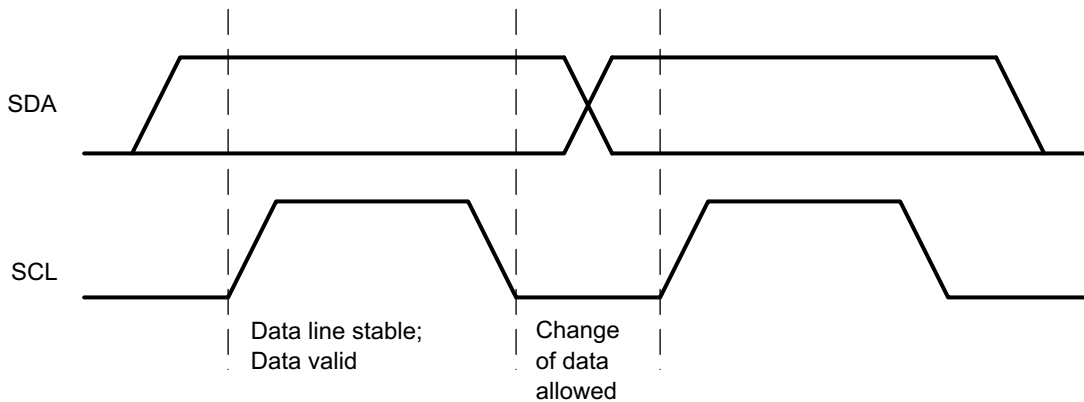 SDA
SCL
Data line stable;
Data valid
Change
of data
allowed